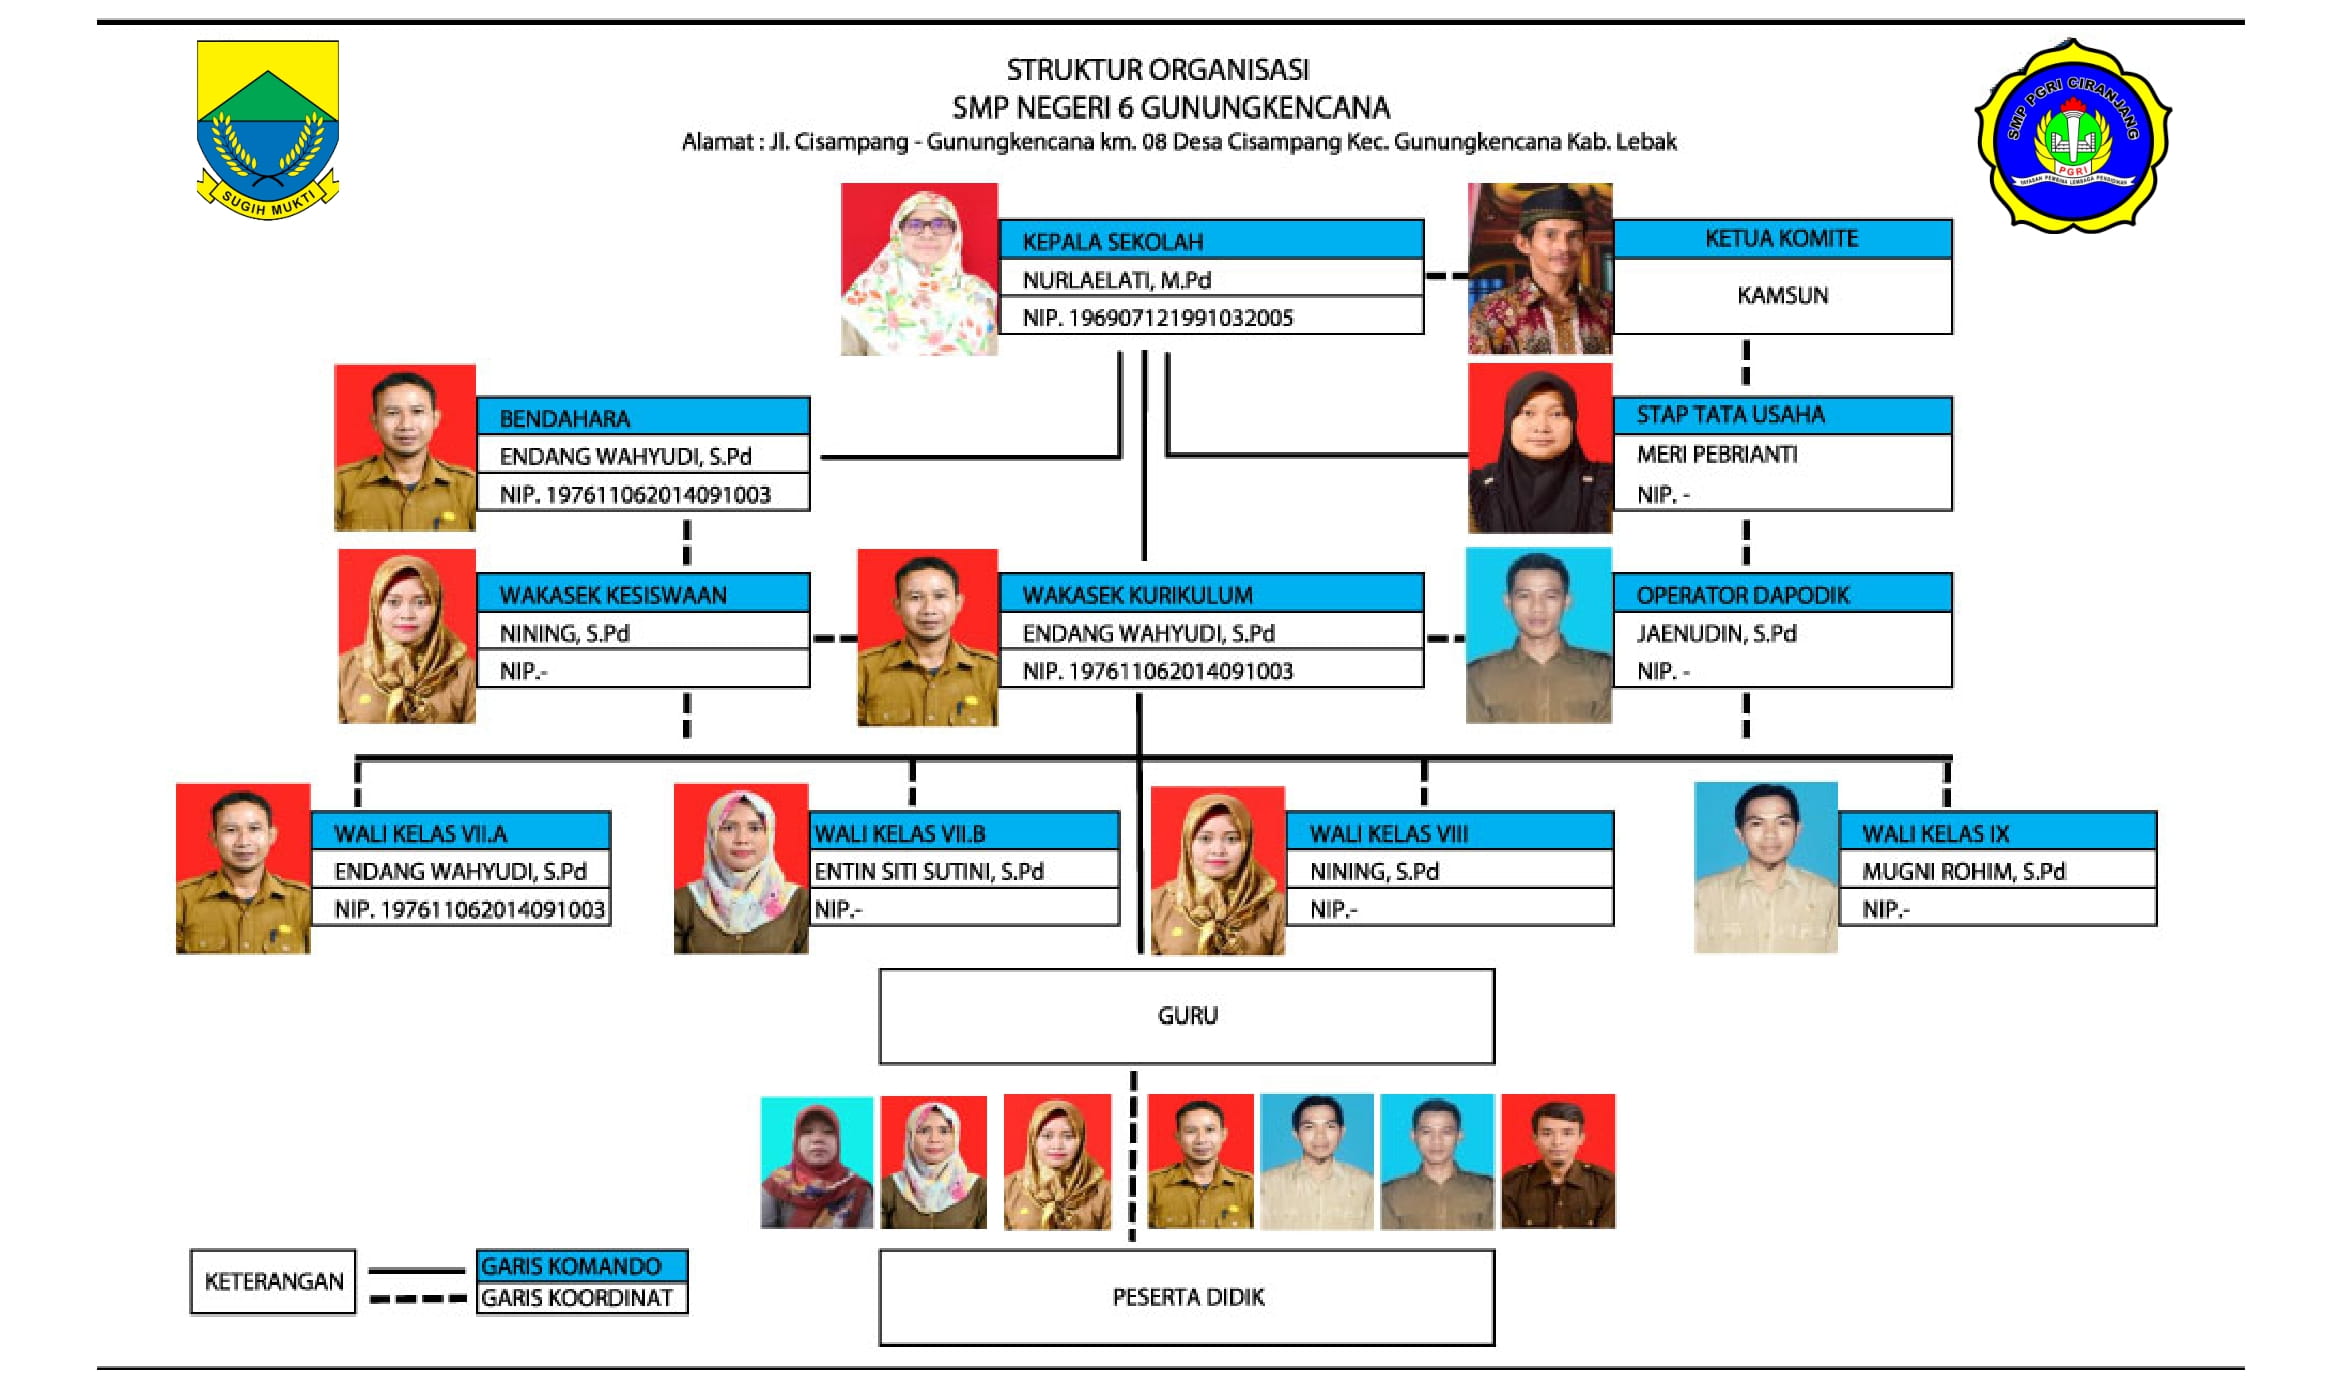 STRUKTUR ORGANISASI
SMP NEGERI 6 GUNUNGKENCANA
Alamat : Jl. Cisampang - Gunungkencana km. 08 Desa Cisampang Kec. Gunungkencana Kab. Lebak
SUGIH MUKTI
SMP PGRI CIRANJANG
PGRI
YAYASAN PEMBINA LEMBAGA PENDIDIKAN
KEPALA SEKOLAH
NURLAELATI, M.Pd
NIP. 196907121991032005
KETUA KOMITE
KAMSUN
BENDAHARA
ENDANG WAHYUDI, S.Pd
NIP. 197611062014091003
STAP TATA USAHA
MERI PEBRIANTI
NIP. -
WAKASEK KESISWAAN
NINING, S.Pd
NIP.-
WAKASEK KURIKULUM
ENDANG WAHYUDI, S.Pd
NIP. 197611062014091003
OPERATOR DAPODIK
JAENUDIN, S.Pd
NIP. -
WALI KELAS VII.A
ENDANG WAHYUDI, S.Pd
NIP. 197611062014091003
WALI KELAS VII.B
ENTIN SITI SUTINI, S.Pd
NIP.-
WALI KELAS VIII
NINING, S.Pd
NIP.-
WALI KELAS IX
MUGNI ROHIM, S.Pd
NIP.-
GURU
KETERANGAN
GARIS KOMANDO
GARIS KOORDINAT
PESERTA DIDIK